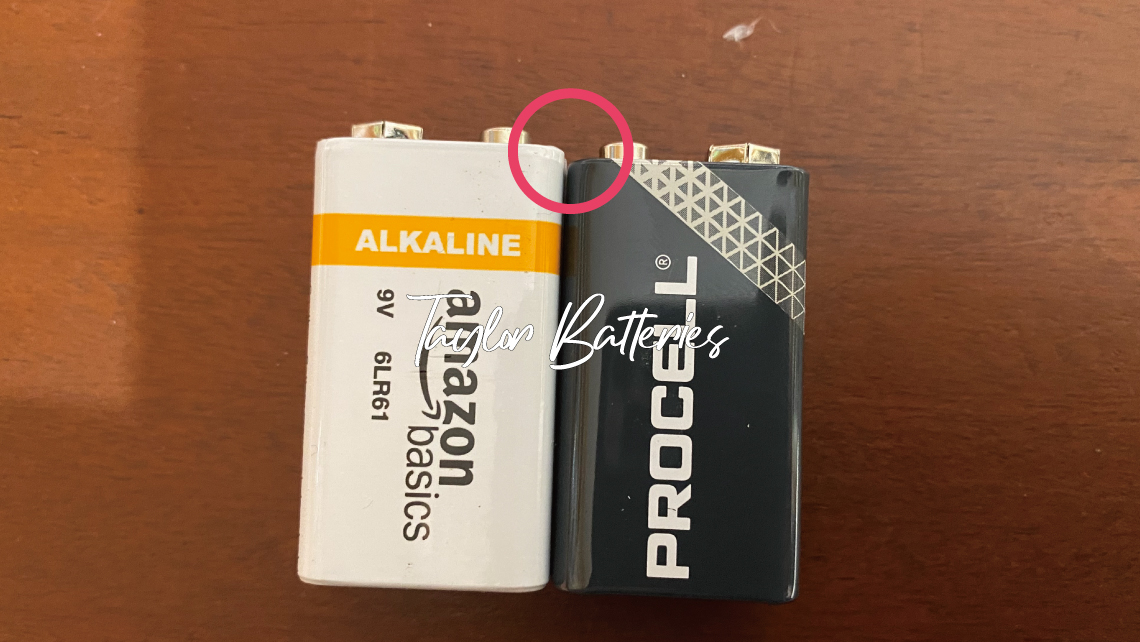 ALKALINE
amazon basics
9V 6LR61
PROCELL®
Taylor Batteries